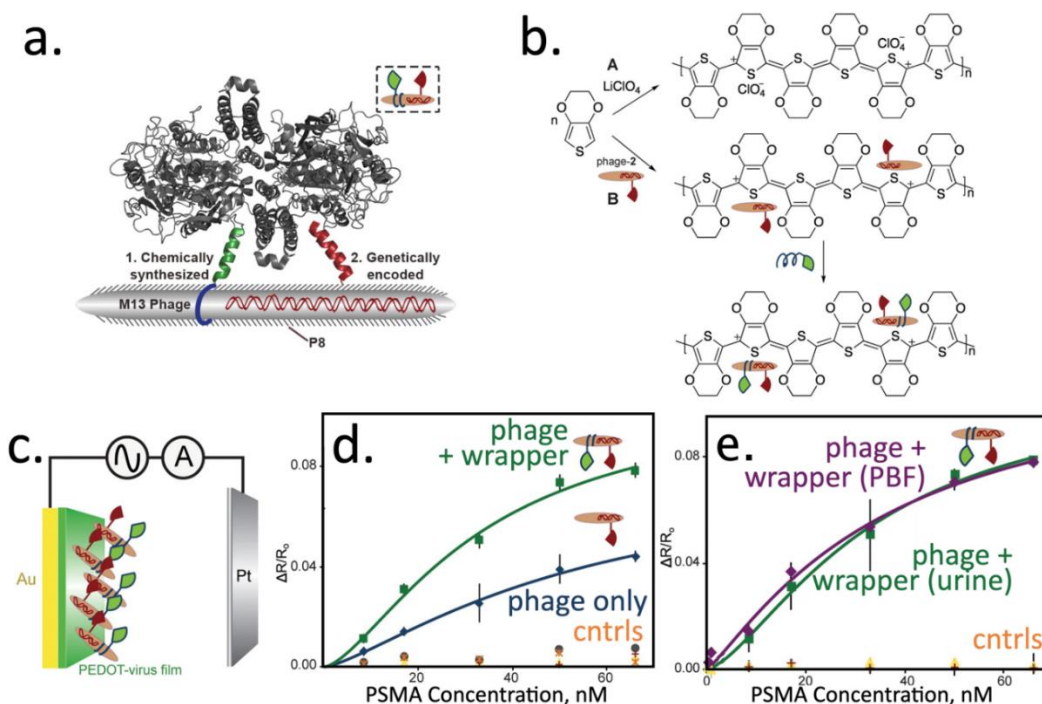 a.
1. Chemically
synthesized
2. Genetically
encoded
M13 Phage
P8
b.
A
LiClO₄
n
phage-2
B
ClO₄⁻
ClO₄⁻
O
O
S
+
n
c.
A
Au
Pt
PEDOT-virus film
d.
phage
+ wrapper
phage only
cntrls
ΔR/Rₒ
0.08
0.04
0.00
0
20
40
60
PSMA Concentration, nM
e.
phage +
wrapper (PBF)
phage +
wrapper (urine)
cntrls
ΔR/Rₒ
0.08
0.04
0.00
0
20
40
60
PSMA Concentration, nM